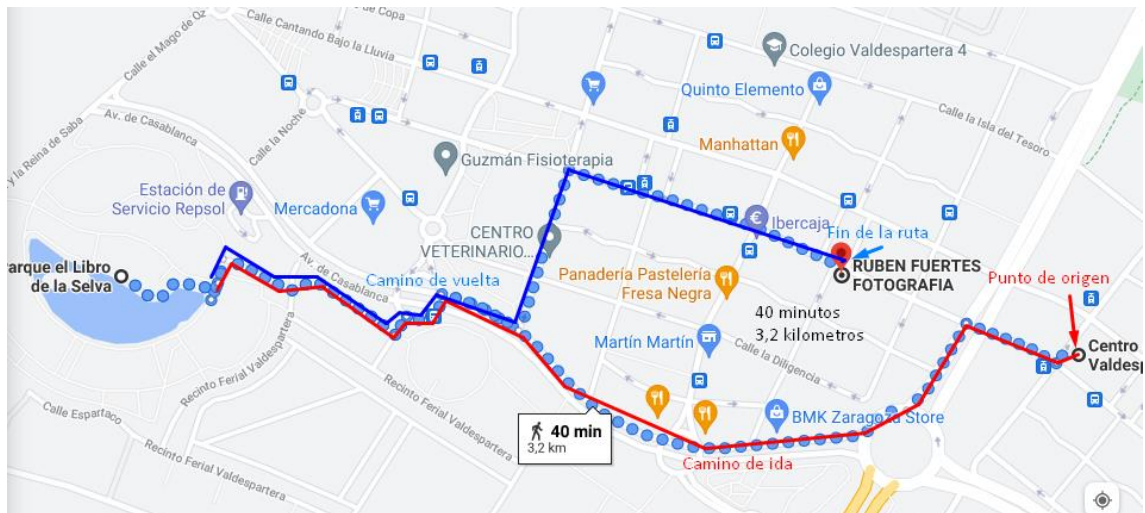 Calle el Mago de Oz
de Copa
Calle Cantando Bajo la Lluvia
Colegio Valdespartera 4
Quinto Elemento
Calle la Isla del Tesoro
Av. de Casablanca
Calle la Noche
y la Reina de Saba
Manhattan
Guzmán Fisioterapia
Estación de
Servicio Repsol
Mercadona
Ibercaja
CENTRO
VETERINARIO...
Fin de la ruta
Parque el Libro
de la Selva
Av. de Casablanca
Camino de vuelta
Panadería Pastelería
Fresa Negra
RUBEN FUERTES
FOTOGRAFIA
Punto de origen
40 minutos
3,2 kilometros
Recinto Ferial Valdespartera
Martín Martín
Calle la Diligencia
Centro
Valdesp
Recinto Ferial Valdespartera
Calle Espartaco
BMK Zaragoza Store
40 min
3,2 km
Camino de ida
Recinto Ferial Valdespartera